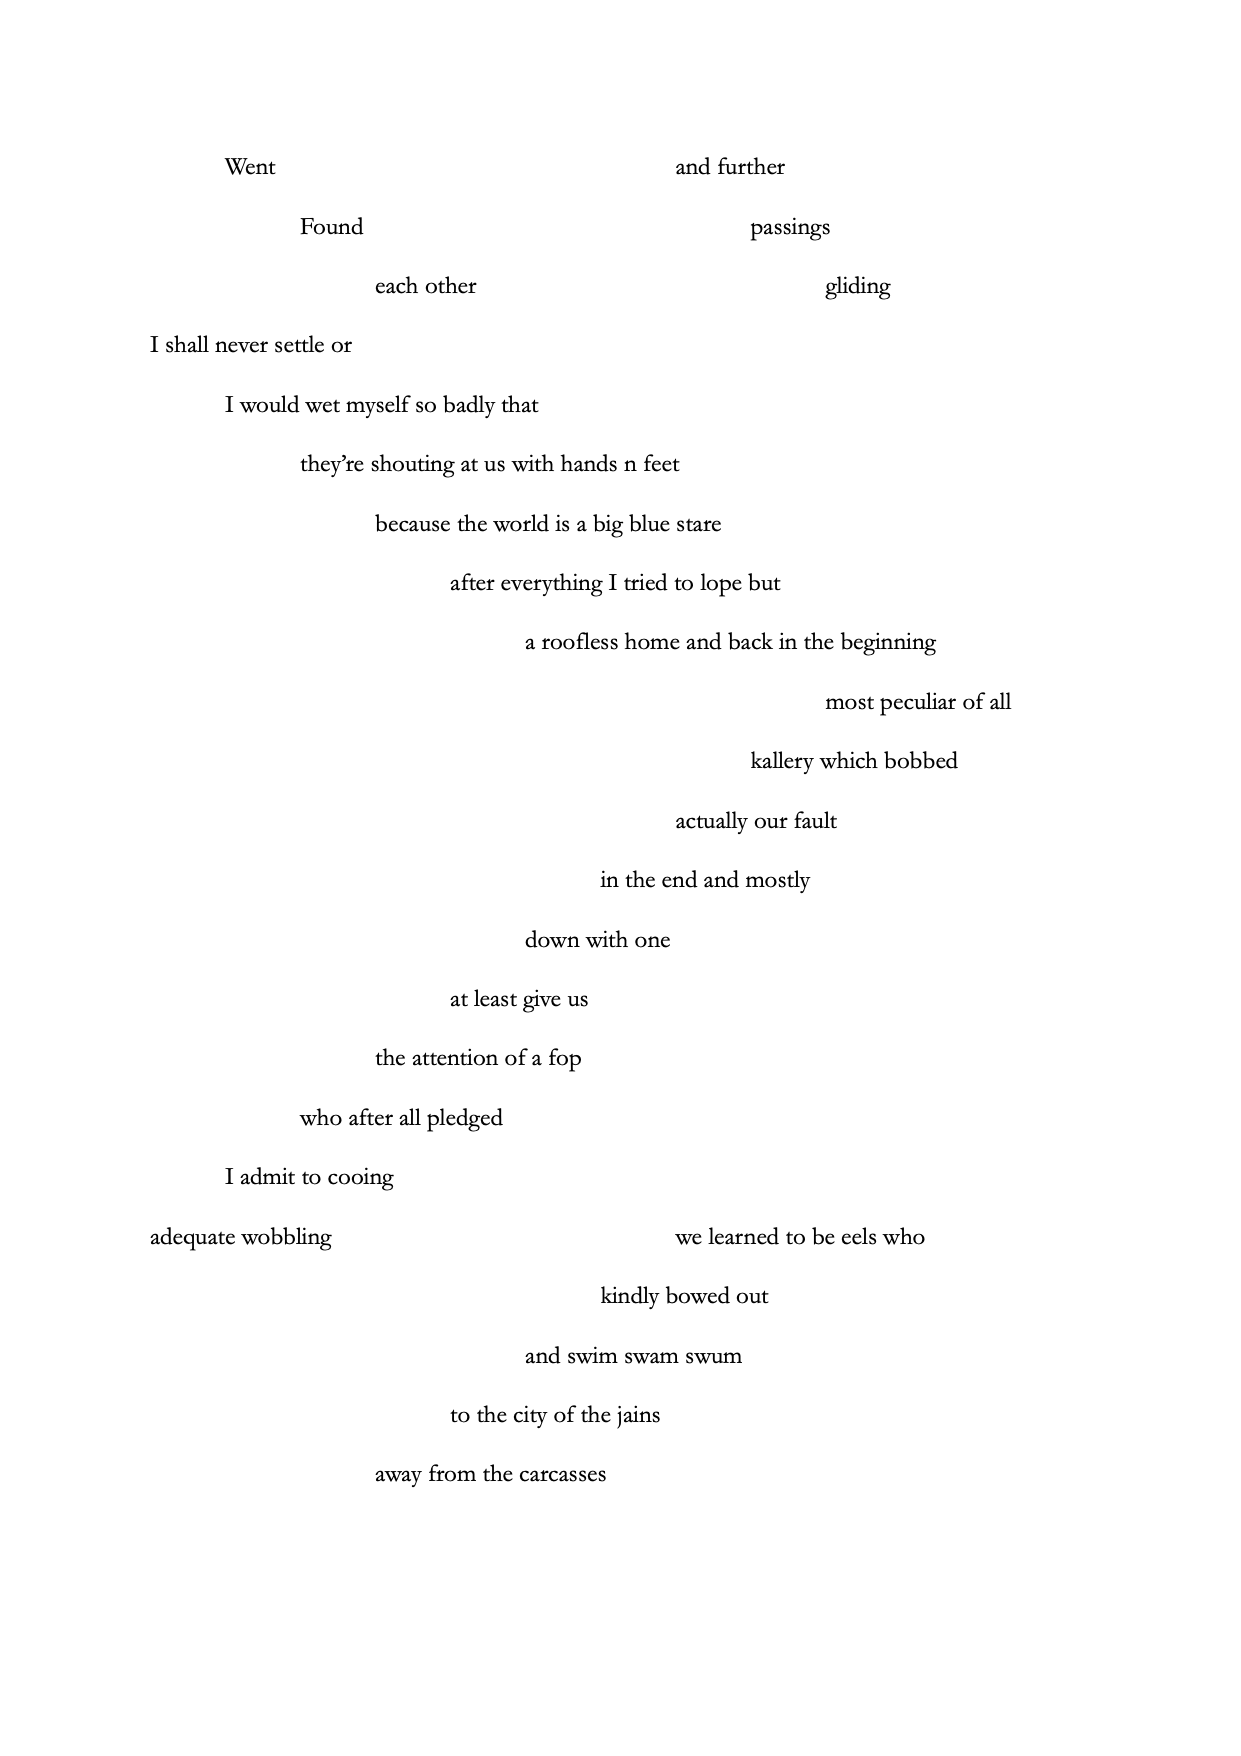 Went and further
Found passings
each other gliding
I shall never settle or
I would wet myself so badly that
they’re shouting at us with hands n feet
because the world is a big blue stare
after everything I tried to lope but
a roofless home and back in the beginning
most peculiar of all
kallery which bobbed
actually our fault
in the end and mostly
down with one
at least give us
the attention of a fop
who after all pledged
I admit to cooing
adequate wobbling we learned to be eels who
kindly bowed out
and swim swam swum
to the city of the jains
away from the carcasses